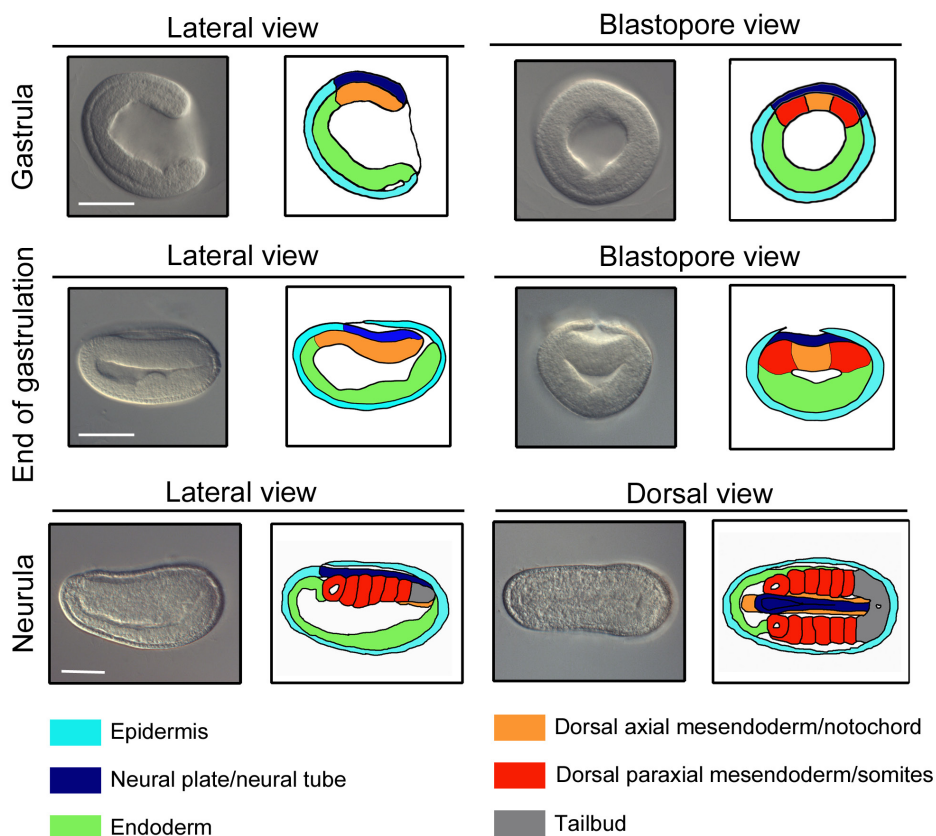 Lateral view
Blastopore view
Gastrula
Lateral view
Blastopore view
End of gastrulation
Lateral view
Dorsal view
Neurula
Epidermis
Dorsal axial mesendoderm/notochord
Neural plate/neural tube
Dorsal paraxial mesendoderm/somites
Endoderm
Tailbud